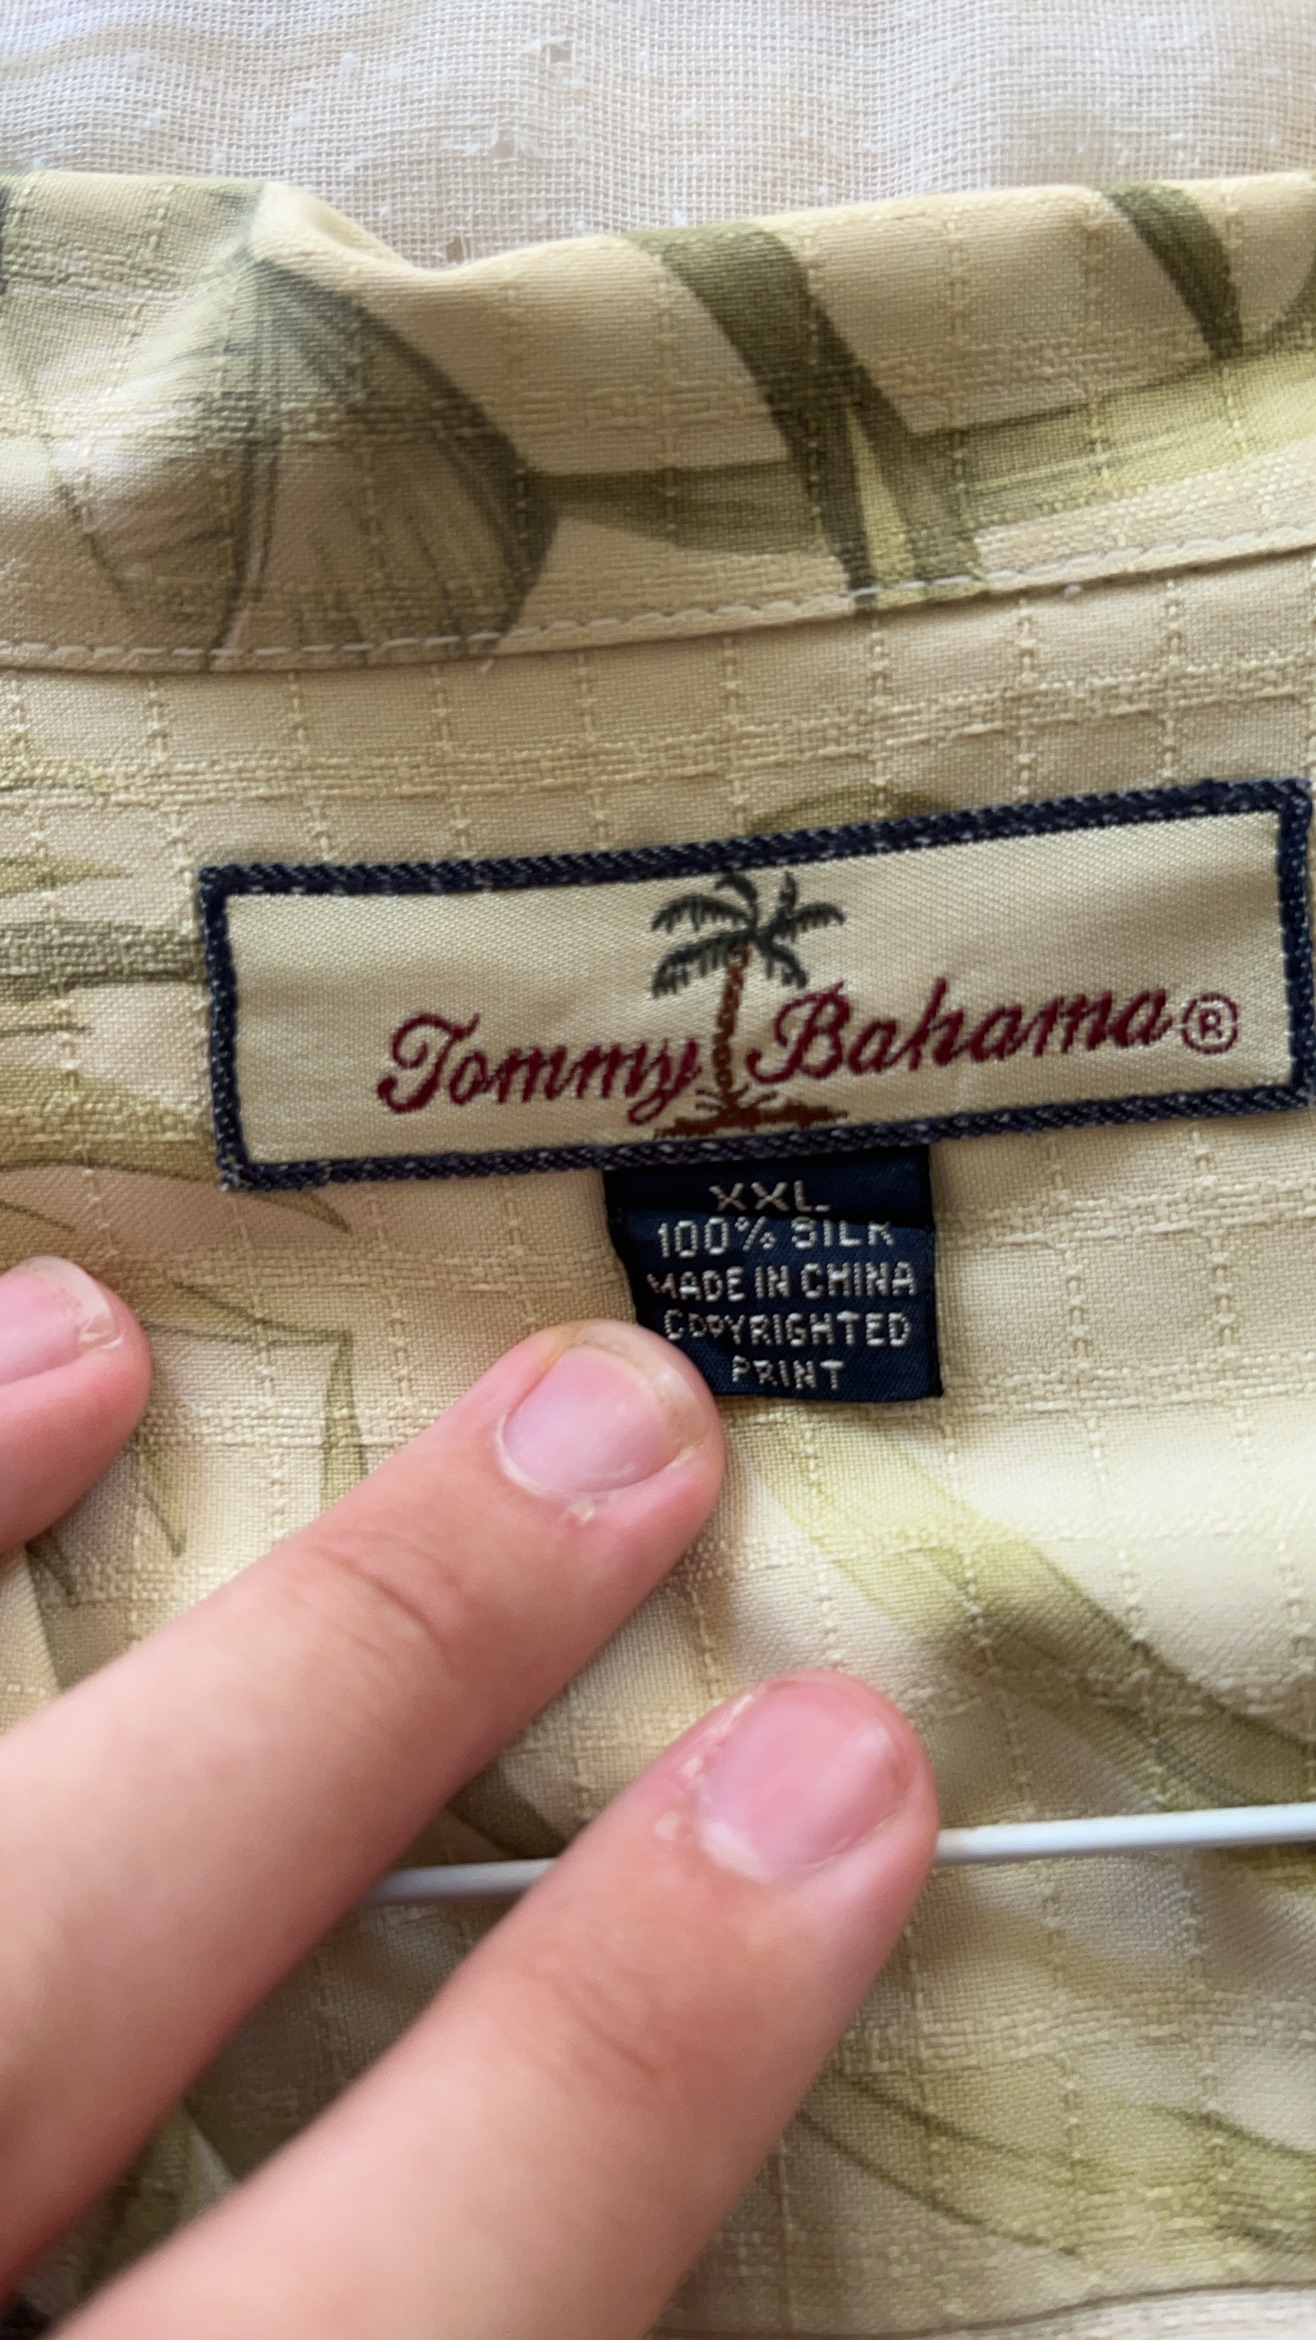 Tommy Bahama®
XXL
100% SILK
MADE IN CHINA
COPYRIGHTED
PRINT